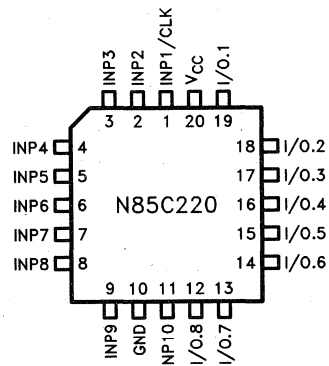 INP3 INP2 INP1/CLK VCC I/O.1
3 2 1 20 19
INP4 4 18 I/O.2
INP5 5 17 I/O.3
INP6 6 N85C220 16 I/O.4
INP7 7 15 I/O.5
INP8 8 14 I/O.6
9 10 11 12 13
INP9 GND NP10 I/O.8 I/O.7